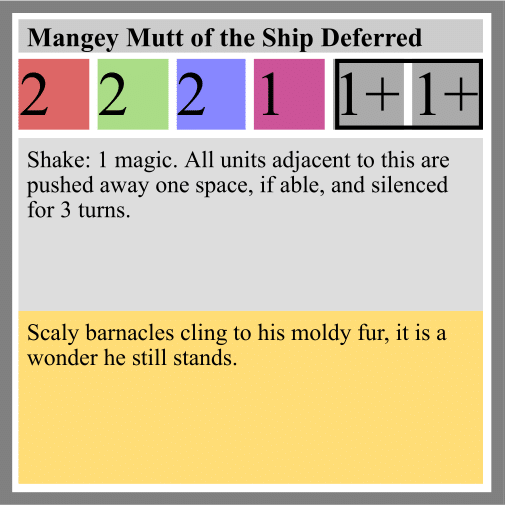 Mangey Mutt of the Ship Deferred
2 2 2 1 1+ 1+
Shake: 1 magic. All units adjacent to this are
pushed away one space, if able, and silenced
for 3 turns.
Scaly barnacles cling to his moldy fur, it is a
wonder he still stands.